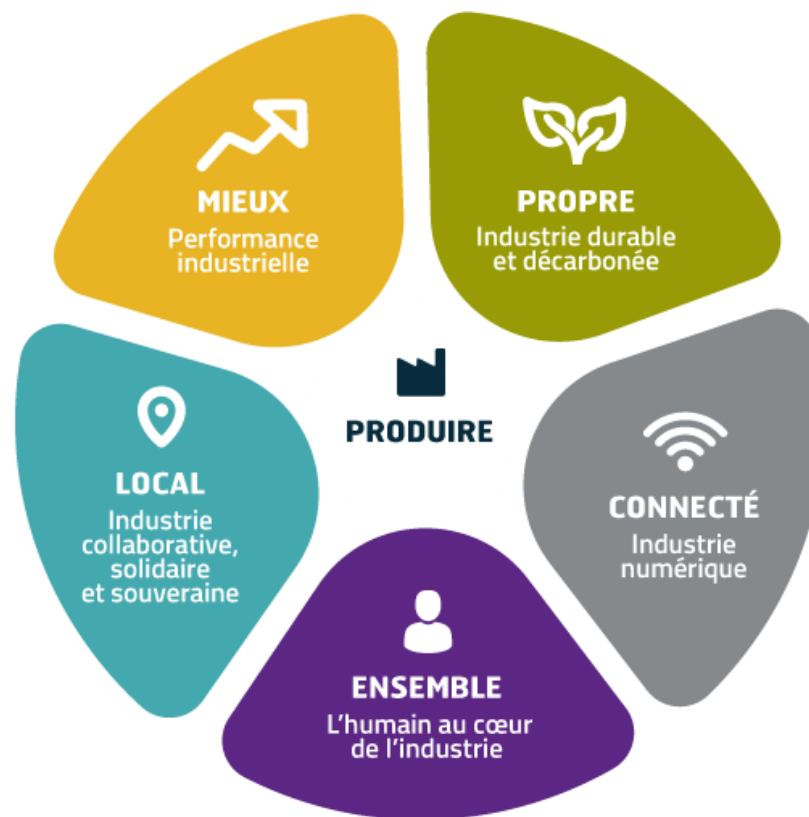 MIEUX
Performance
industrielle
PROPRE
Industrie durable
et décarbonée
PRODUIRE
LOCAL
Industrie
collaborative,
solidaire
et souveraine
CONNECTÉ
Industrie
numérique
ENSEMBLE
L'humain au cœur
de l'industrie